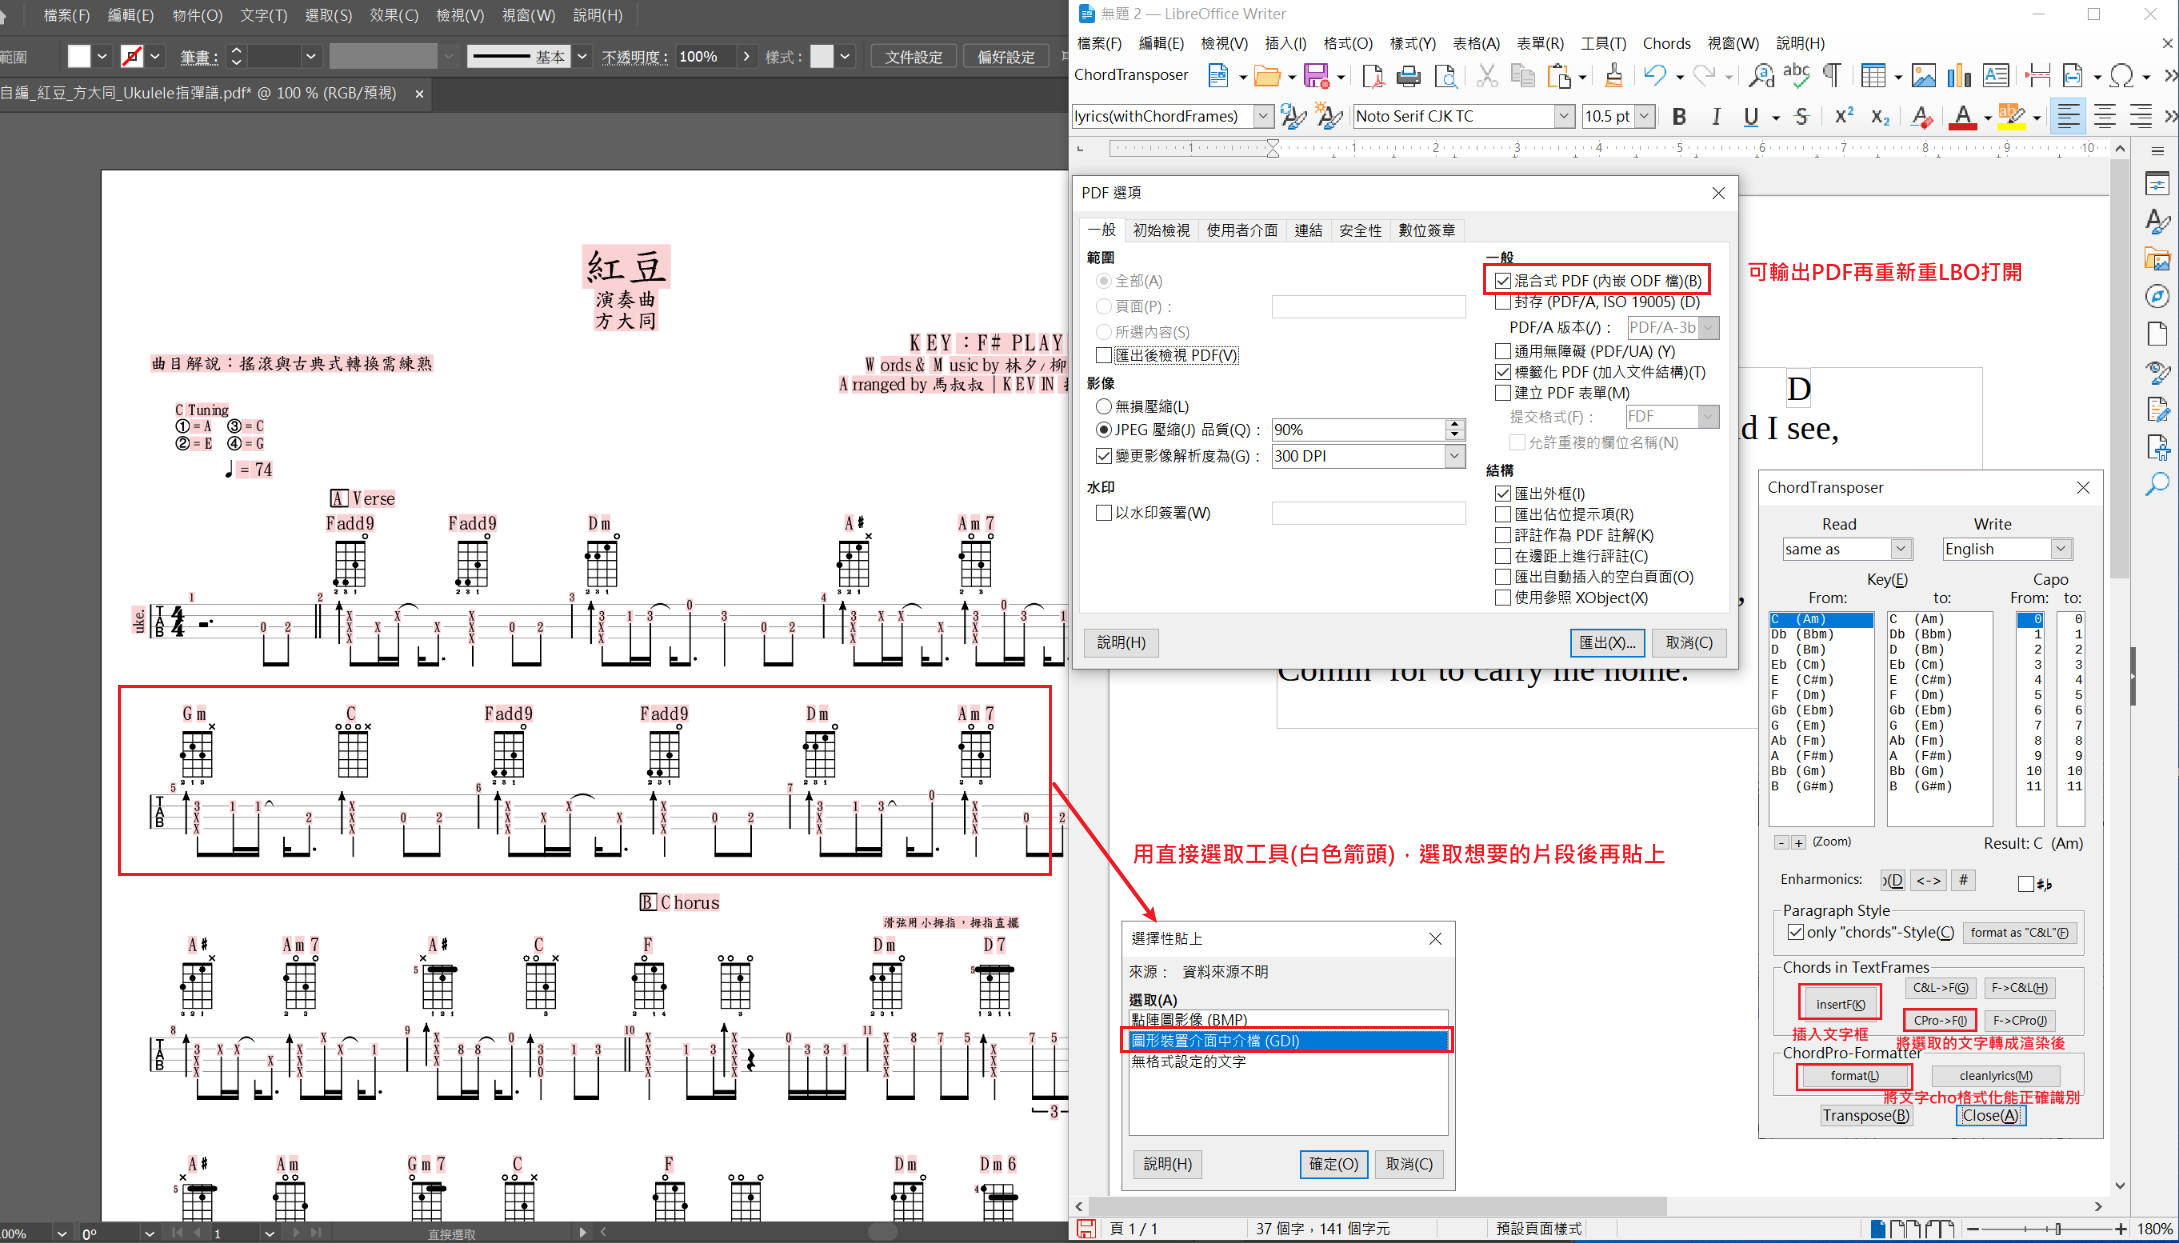 檔案(F) 編輯(E) 物件(O) 文字(T) 選取(S) 效果(C) 檢視(V) 視窗(W) 說明(H)
範圍 筆畫： 基本 不透明度： 100% 樣式： 文件設定 偏好設定
自編_紅豆_方大同_Ukulele指彈譜.pdf* @ 100 % (RGB/預視) ×
紅豆
演奏曲
方大同
KEY：F# PLAY
Words & Music by 林夕/柳
Arranged by 馬叔叔 | KEVIN
曲目解說：搖滾與古典式轉換需練熟
C Tuning
①=A ③=C
②=E ④=G
♩= 74
A Verse
Fadd9 Fadd9 Dm A# Am7
uke.
Gm C Fadd9 Fadd9 Dm Am7
B Chorus
滑弦用小拇指，拇指直擺
A# Am7 A# C F Dm D7
A# Am Gm7 C F Dm Dm6
0° 1 直接選取
無題 2 — LibreOffice Writer
檔案(F) 編輯(E) 檢視(V) 插入(I) 格式(O) 樣式(Y) 表格(A) 表單(R) 工具(T) Chords 視窗(W) 說明(H)
ChordTransposer
lyrics(withChordFrames) Noto Serif CJK TC 10.5 pt
PDF 選項
一般 初始檢視 使用者介面 連結 安全性 數位簽章
範圍
全部(A)
頁面(P)：
所選內容(S)
匯出後檢視 PDF(V)
影像
無損壓縮(L)
JPEG 壓縮(J) 品質(Q)： 90%
變更影像解析度為(G)： 300 DPI
水印
以水印簽署(W)
一般
混合式 PDF (內嵌 ODF 檔)(B)
封存 (PDF/A, ISO 19005) (D)
PDF/A 版本(/)： PDF/A-3b
通用無障礙 (PDF/UA) (Y)
標籤化 PDF (加入文件結構)(T)
建立 PDF 表單(M)
提交格式(F)： FDF
允許重複的欄位名稱(N)
結構
匯出外框(I)
匯出佔位提示項(R)
評註作為 PDF 註解(K)
在邊距上進行評註(C)
匯出自動插入的空白頁面(O)
使用參照 XObject(X)
說明(H) 匯出(X)... 取消(C)
可輸出PDF再重新重LBO打開
D
d I see,
Comin' for to carry me home.
用直接選取工具(白色箭頭)，選取想要的片段後再貼上
選擇性貼上
來源： 資料來源不明
選取(A)
點陣圖影像 (BMP)
圖形裝置介面中介檔 (GDI)
無格式設定的文字
說明(H) 確定(O) 取消(C)
ChordTransposer
Read Write
same as English
Key(E) Capo
From: to: From: to:
C (Am) C (Am) 0 0
Db (Bbm) Db (Bbm) 1 1
D (Bm) D (Bm) 2 2
Eb (Cm) Eb (Cm) 3 3
E (C#m) E (C#m) 4 4
F (Dm) F (Dm) 5 5
Gb (Ebm) Gb (Ebm) 6 6
G (Em) G (Em) 7 7
Ab (Fm) Ab (Fm) 8 8
A (F#m) A (F#m) 9 9
Bb (Gm) Bb (Gm) 10 10
B (G#m) B (G#m) 11 11
- + (Zoom) Result: C (Am)
Enharmonics: )(D <-> # #,b
Paragraph Style
only "chords"-Style(C) format as "C&L"(F)
Chords in TextFrames
insertF(K) C&L->F(G) F->C&L(H)
CPro->F(I) F->CPro(J)
插入文字框 將選取的文字轉成渲染後
ChordPro-Formatter
format(L) cleanlyrics(M)
將文字cho格式化能正確識別
Transpose(B) Close(A)
頁 1 / 1 37 個字，141 個字元 預設頁面樣式 180%